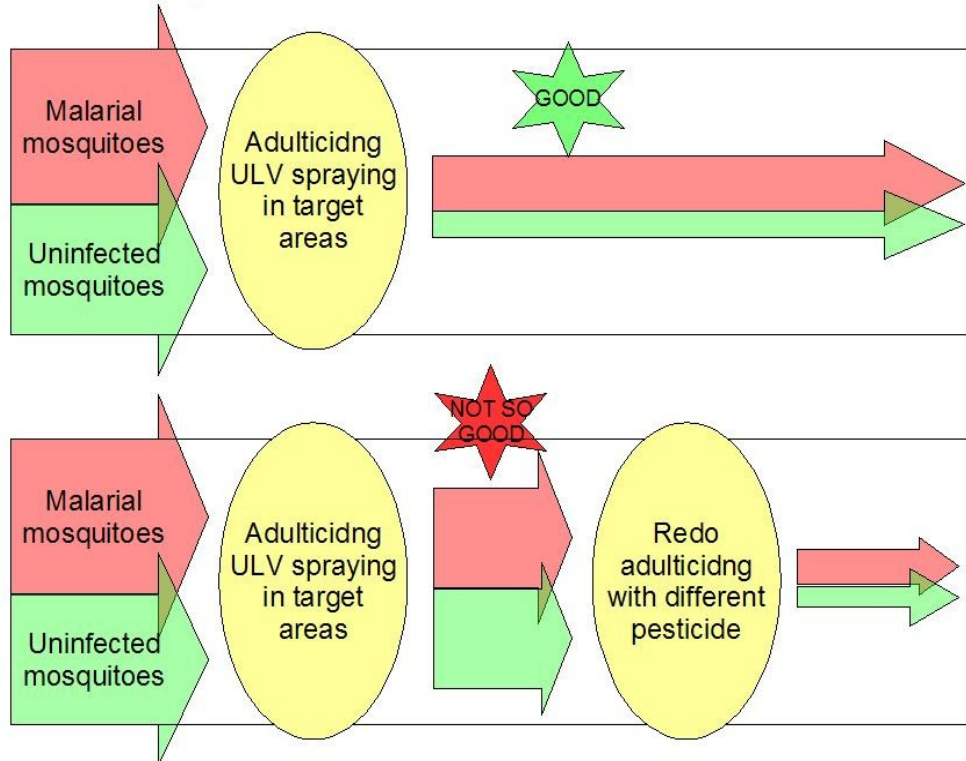 Malarial
mosquitoes
Uninfected
mosquitoes
Adulticidng
ULV spraying
in target
areas
GOOD
Malarial
mosquitoes
Uninfected
mosquitoes
Adulticidng
ULV spraying
in target
areas
NOT SO
GOOD
Redo
adulticidng
with different
pesticide